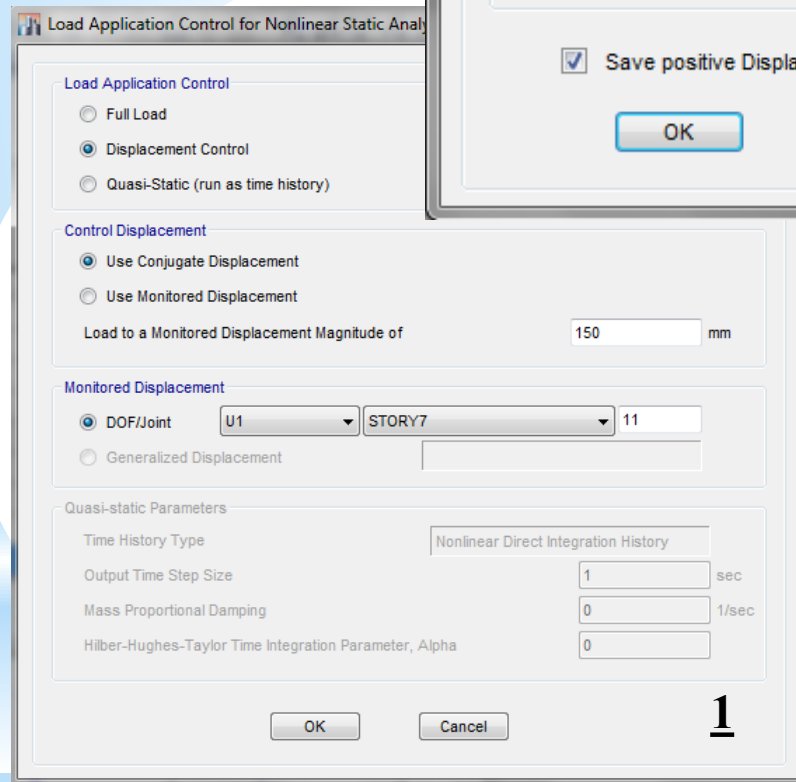 Load Application Control for Nonlinear Static
Save positive
OK
Load Application Control
Full Load
Displacement Control
Quasi-Static (run as time history)
Control Displacement
Use Conjugate Displacement
Use Monitored Displacement
Load to a Monitored Displacement Magnitude of 150 mm
Monitored Displacement
DOF/Joint U1 STORY7 11
Generalized Displacement
Quasi-static Parameters
Time History Type Nonlinear Direct Integration History
Output Time Step Size 1 sec
Mass Proportional Damping 0 1/sec
Hilber-Hughes-Taylor Time Integration Parameter, Alpha 0
OK Cancel
1